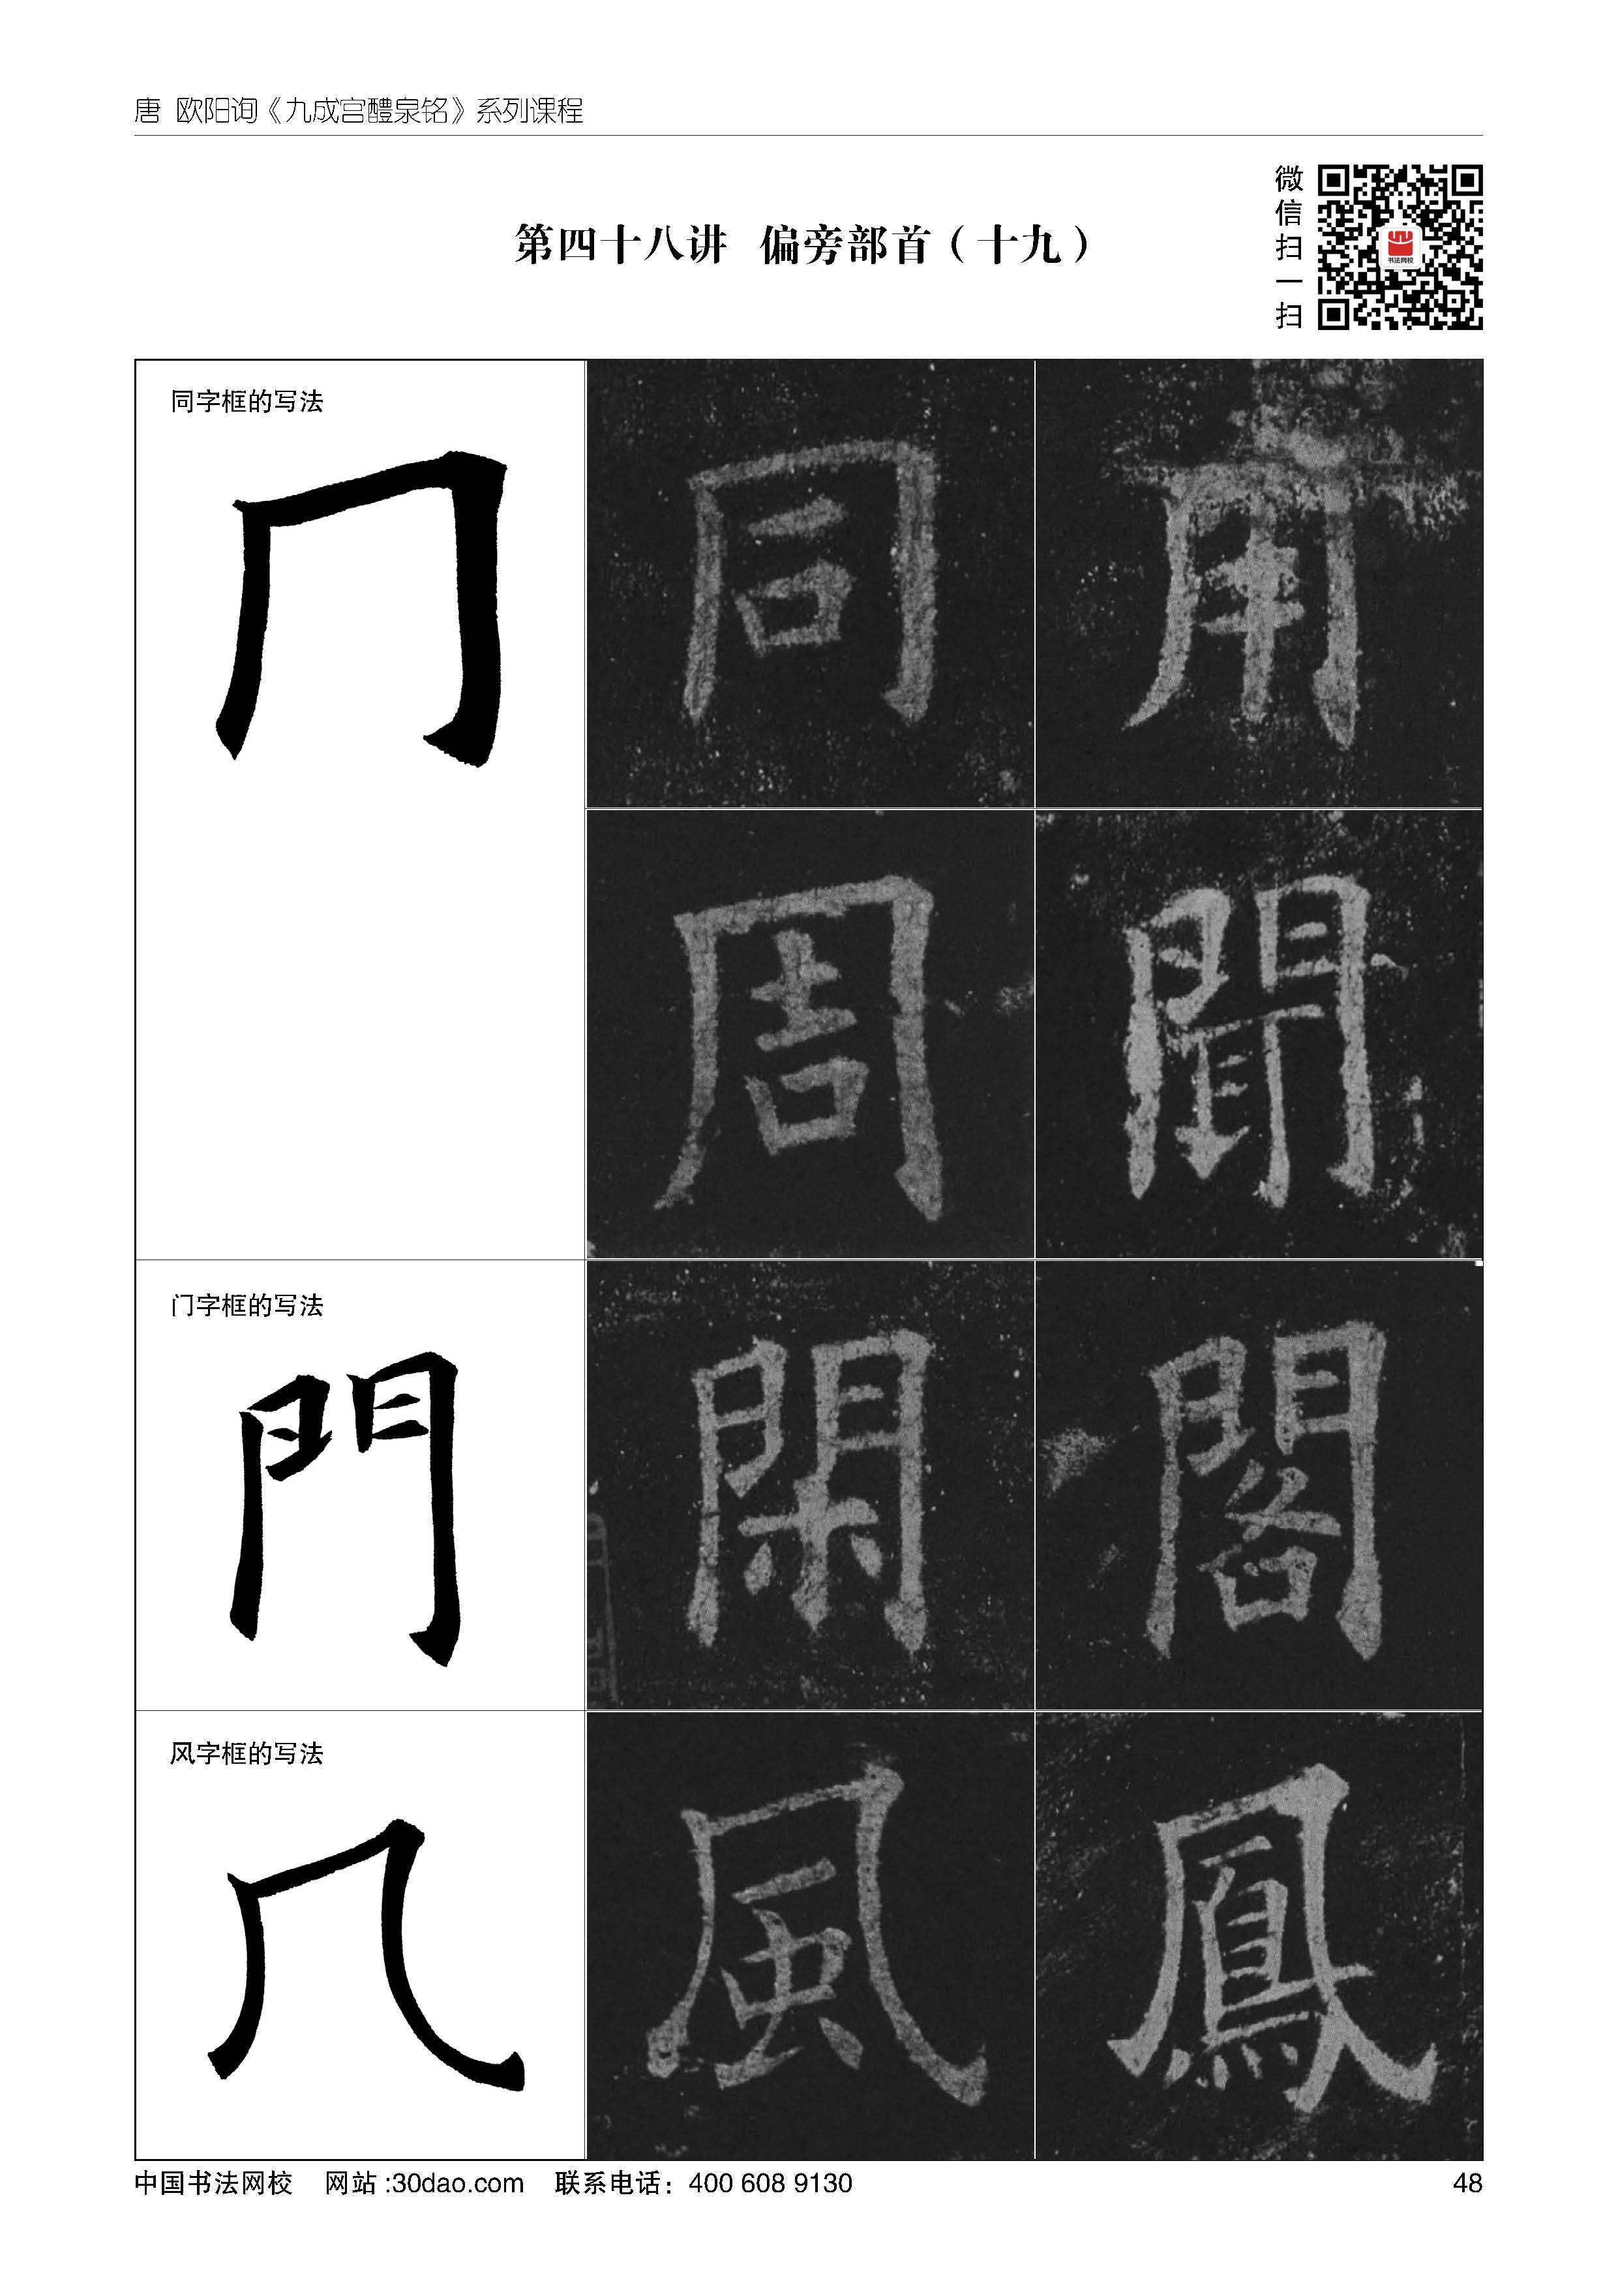 唐 欧阳询《九成宫醴泉铭》系列课程
第四十八讲 偏旁部首（十九）
微信扫一扫
书法网校
同字框的写法
冂
同 用
周 聞
门字框的写法
門
閑 閣
风字框的写法
几
風 鳳
中国书法网校 网站:30dao.com 联系电话：400 608 9130
48